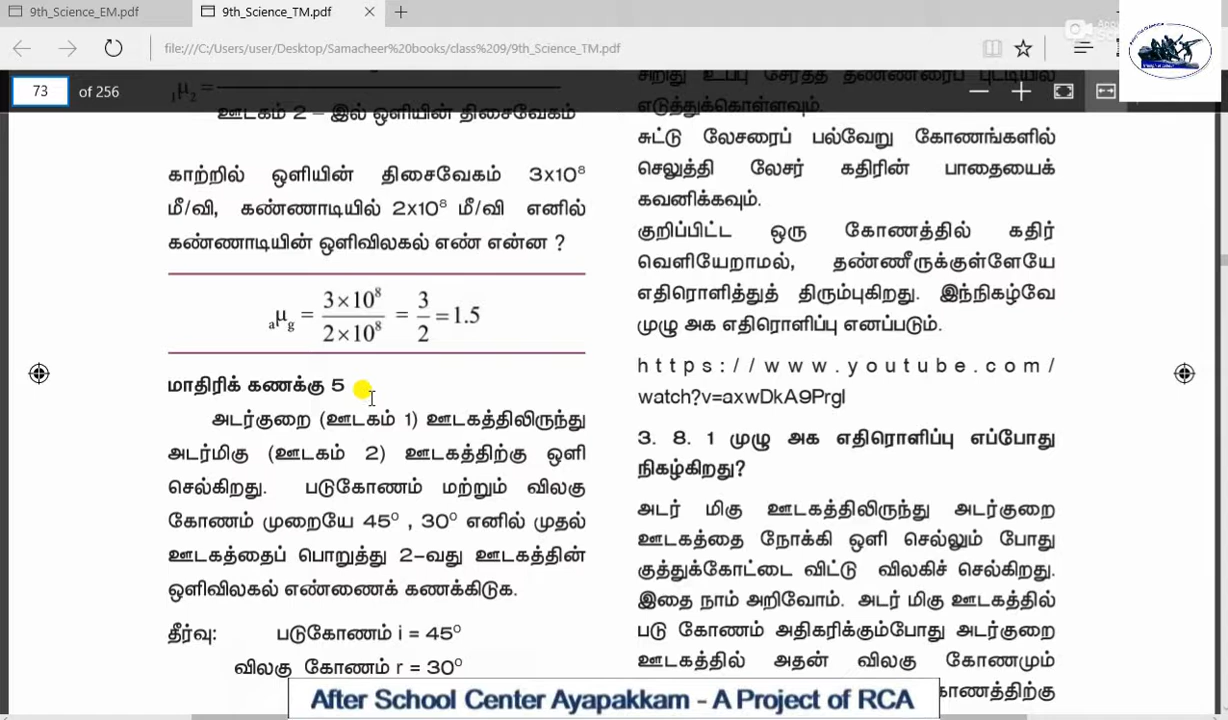 9th_Science_EM.pdf
9th_Science_TM.pdf
file:///C:/Users/user/Desktop/Samacheer%20books/class%209/9th_Science_TM.pdf
73 of 256
₁μ₂ =
ஊடகம் 2 – இல் ஒளியின் திசைவேகம்
காற்றில் ஒளியின் திசைவேகம் 3x10⁸
மீ/வி, கண்ணாடியில் 2x10⁸ மீ/வி எனில்
கண்ணாடியின் ஒளிவிலகல் எண் என்ன ?
ₐμg = 3 × 10⁸ / 2 × 10⁸ = 3/2 = 1.5
மாதிரிக் கணக்கு 5
அடர்குறை (ஊடகம் 1) ஊடகத்திலிருந்து
அடர்மிகு (ஊடகம் 2) ஊடகத்திற்கு ஒளி
செல்கிறது. படுகோணம் மற்றும் விலகு
கோணம் முறையே 45⁰ , 30⁰ எனில் முதல்
ஊடகத்தைப் பொறுத்து 2-வது ஊடகத்தின்
ஒளிவிலகல் எண்ணைக் கணக்கிடுக.
தீர்வு: படுகோணம் i = 45⁰
விலகு கோணம் r = 30⁰
சிறிது உப்பு சேர்த்த தண்ணீரைப் புட்டியில்
எடுத்துக்கொள்ளவும்.
சுட்டு லேசரைப் பல்வேறு கோணங்களில்
செலுத்தி லேசர் கதிரின் பாதையைக்
கவனிக்கவும்.
குறிப்பிட்ட ஒரு கோணத்தில் கதிர்
வெளியேறாமல், தண்ணீருக்குள்ளேயே
எதிரொளித்துத் திரும்புகிறது. இந்நிகழ்வே
முழு அக எதிரொளிப்பு எனப்படும்.
https://www.youtube.com/
watch?v=axwDkA9Prgl
3. 8. 1 முழு அக எதிரொளிப்பு எப்போது
நிகழ்கிறது?
அடர் மிகு ஊடகத்திலிருந்து அடர்குறை
ஊடகத்தை நோக்கி ஒளி செல்லும் போது
குத்துக்கோட்டை விட்டு விலகிச் செல்கிறது.
இதை நாம் அறிவோம். அடர் மிகு ஊடகத்தில்
படு கோணம் அதிகரிக்கும்போது அடர்குறை
ஊடகத்தில் அதன் விலகு கோணமும்
After School Center Ayapakkam - A Project of RCA